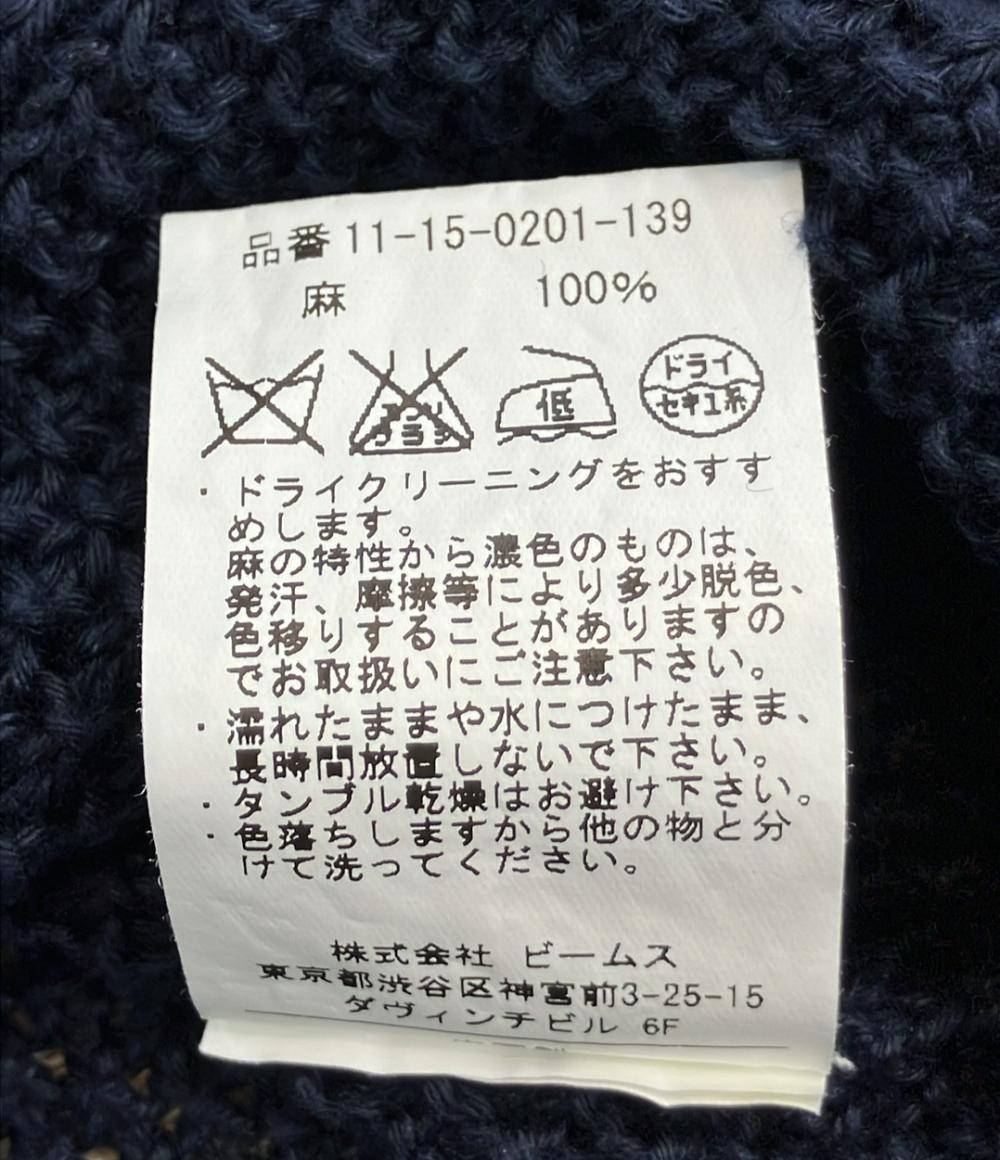 品番 11-15-0201-139
麻 100%
エンソ サラシ 低 ドライ セキユ系
・ドライクリーニングをおすす
めします。
麻の特性から濃色のものは、
発汗、摩擦等により多少脱色、
色移りすることがありますの
でお取扱いにご注意下さい。
・濡れたままや水につけたまま、
長時間放置しないで下さい。
・タンブル乾燥はお避け下さい。
・色落ちしますから他の物と分
けて洗ってください。
株式会社 ビームス
東京都渋谷区神宮前3-25-15
ダヴィンチビル 6F